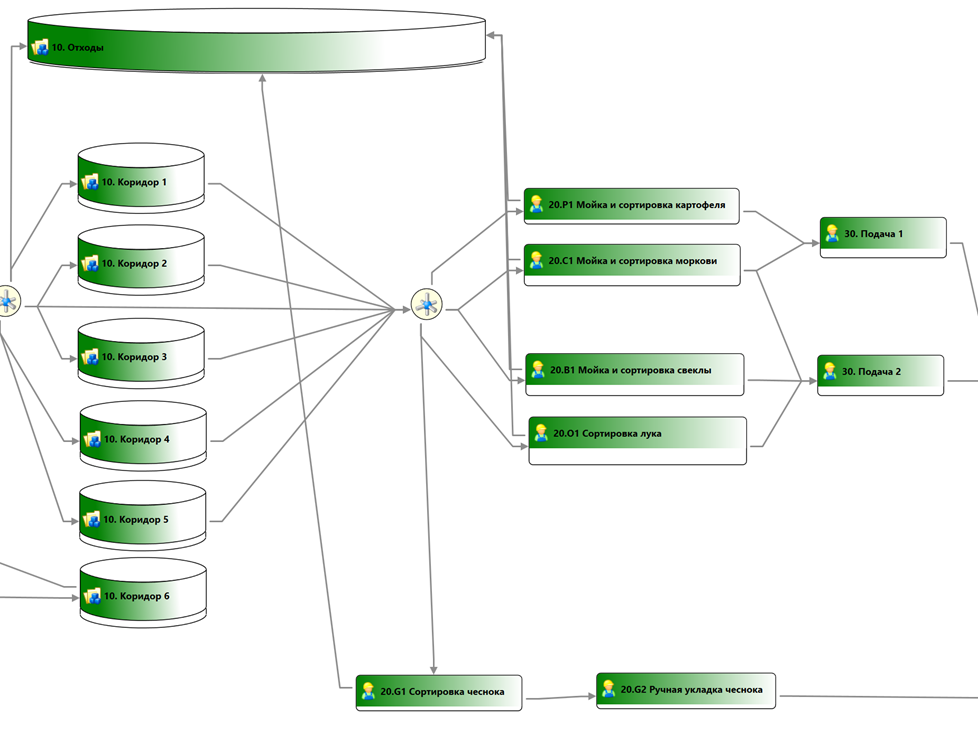 10. Отходы
10. Коридор 1
10. Коридор 2
10. Коридор 3
10. Коридор 4
10. Коридор 5
10. Коридор 6
20.P1 Мойка и сортировка картофеля
20.C1 Мойка и сортировка моркови
20.B1 Мойка и сортировка свеклы
20.O1 Сортировка лука
30. Подача 1
30. Подача 2
20.G1 Сортировка чеснока
20.G2 Ручная укладка чеснока